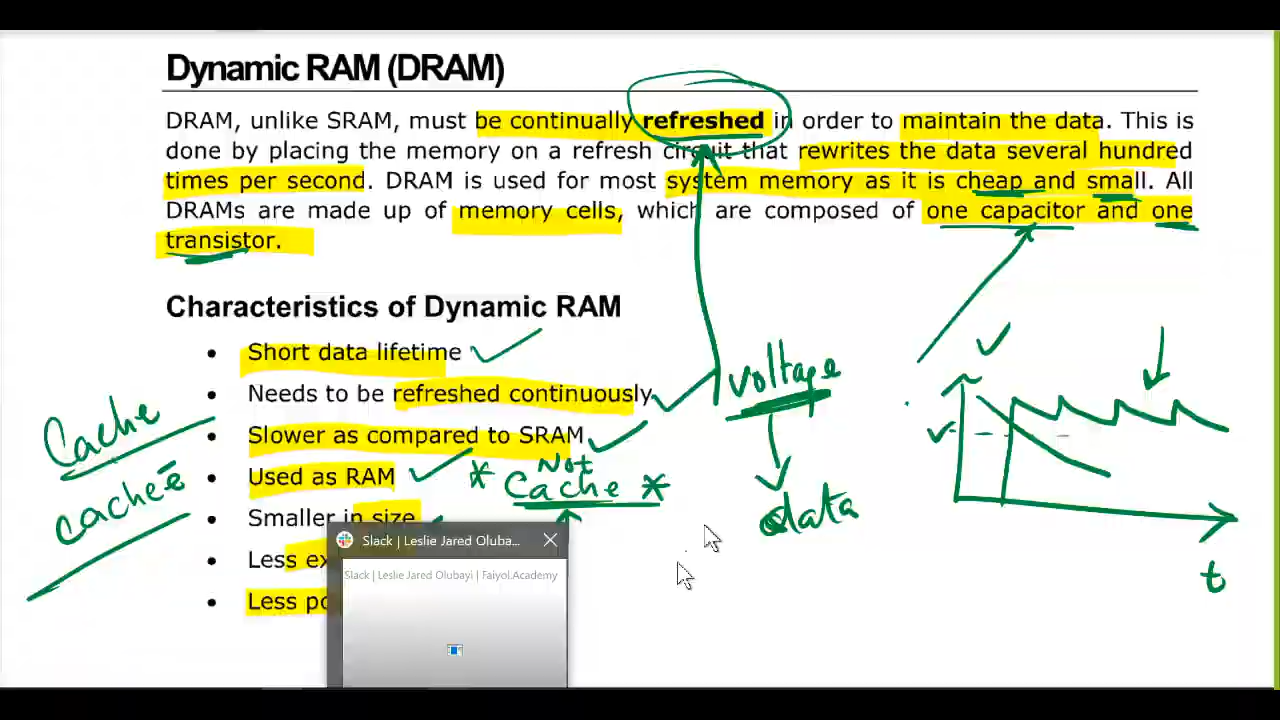 Dynamic RAM (DRAM)
DRAM, unlike SRAM, must be continually refreshed in order to maintain the data. This is
done by placing the memory on a refresh circuit that rewrites the data several hundred
times per second. DRAM is used for most system memory as it is cheap and small. All
DRAMs are made up of memory cells, which are composed of one capacitor and one
transistor.
Characteristics of Dynamic RAM
• Short data lifetime
• Needs to be refreshed continuously
• Slower as compared to SRAM
• Used as RAM
• Smaller in size
• Less ex
• Less po
voltage
data
Cache
* Not
Cache *
t
Slack | Leslie Jared Oluba...
Slack | Leslie Jared Olubayi | Faiyol.Academy